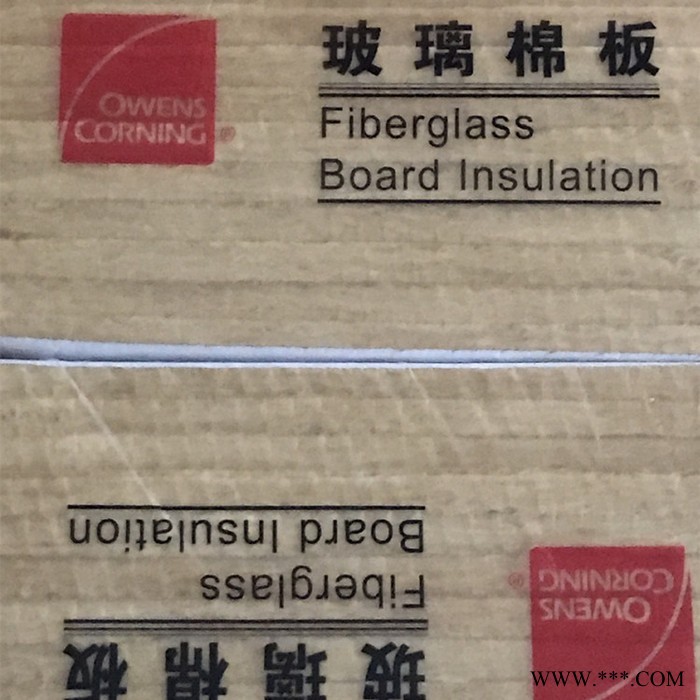 玻璃棉板
Fiberglass
Board Insulation
OWENS
CORNING®
Board Insulation
Fiberglass
玻璃棉板
OWENS
CORNING®
WWW.***.COM